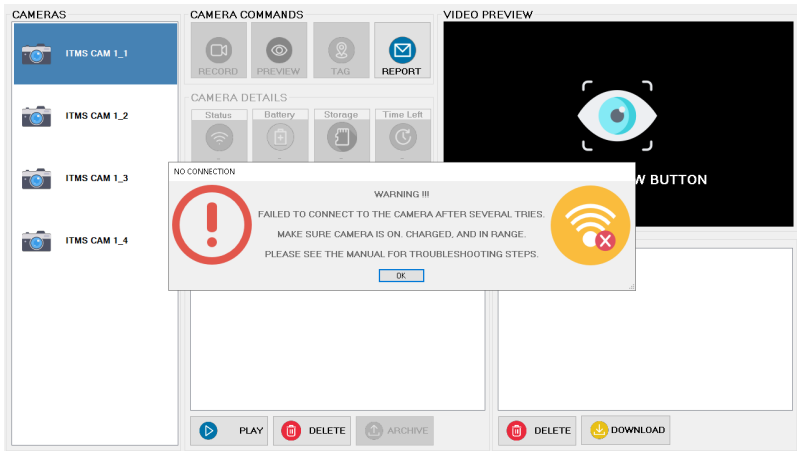 CAMERAS
ITMS CAM 1_1
ITMS CAM 1_2
ITMS CAM 1_3
ITMS CAM 1_4
CAMERA COMMANDS
RECORD
PREVIEW
TAG
REPORT
CAMERA DETAILS
Status
Battery
Storage
Time Left
-
-
-
-
VIDEO PREVIEW
BUTTON
NO CONNECTION
WARNING !!!
FAILED TO CONNECT TO THE CAMERA AFTER SEVERAL TRIES.
MAKE SURE CAMERA IS ON. CHARGED, AND IN RANGE.
PLEASE SEE THE MANUAL FOR TROUBLESHOOTING STEPS.
OK
PLAY
DELETE
ARCHIVE
DELETE
DOWNLOAD